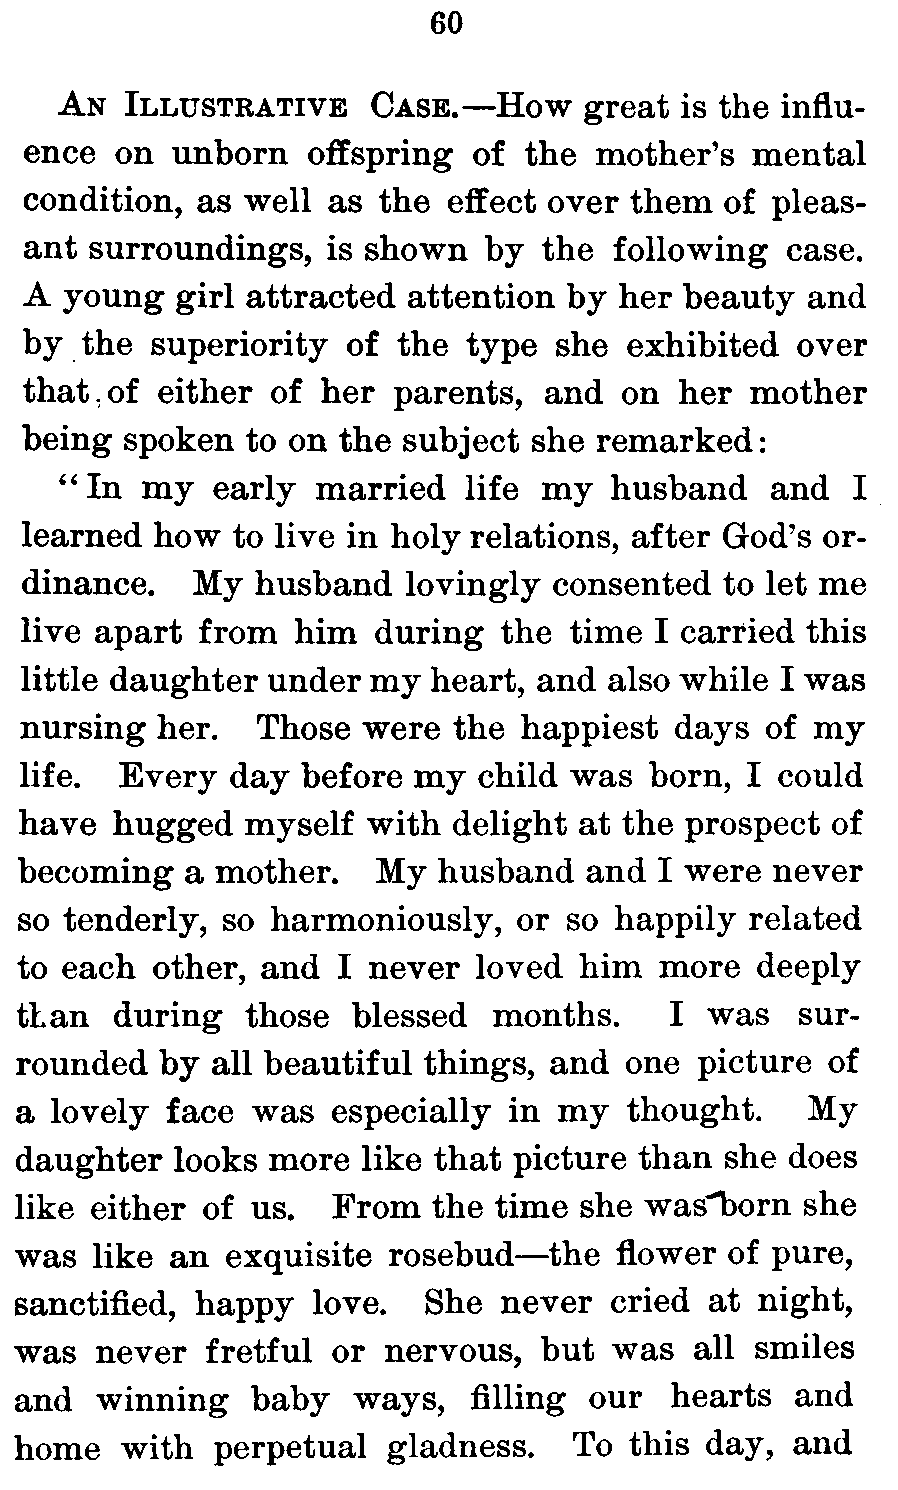 60
An Illustrative Case.—How great is the influ-
ence on unborn offspring of the mother's mental
condition, as well as the effect over them of pleas-
ant surroundings, is shown by the following case.
A young girl attracted attention by her beauty and
by the superiority of the type she exhibited over
that of either of her parents, and on her mother
being spoken to on the subject she remarked:
"In my early married life my husband and I
learned how to live in holy relations, after God's or-
dinance. My husband lovingly consented to let me
live apart from him during the time I carried this
little daughter under my heart, and also while I was
nursing her. Those were the happiest days of my
life. Every day before my child was born, I could
have hugged myself with delight at the prospect of
becoming a mother. My husband and I were never
so tenderly, so harmoniously, or so happily related
to each other, and I never loved him more deeply
than during those blessed months. I was sur-
rounded by all beautiful things, and one picture of
a lovely face was especially in my thought. My
daughter looks more like that picture than she does
like either of us. From the time she was born she
was like an exquisite rosebud—the flower of pure,
sanctified, happy love. She never cried at night,
was never fretful or nervous, but was all smiles
and winning baby ways, filling our hearts and
home with perpetual gladness. To this day, and